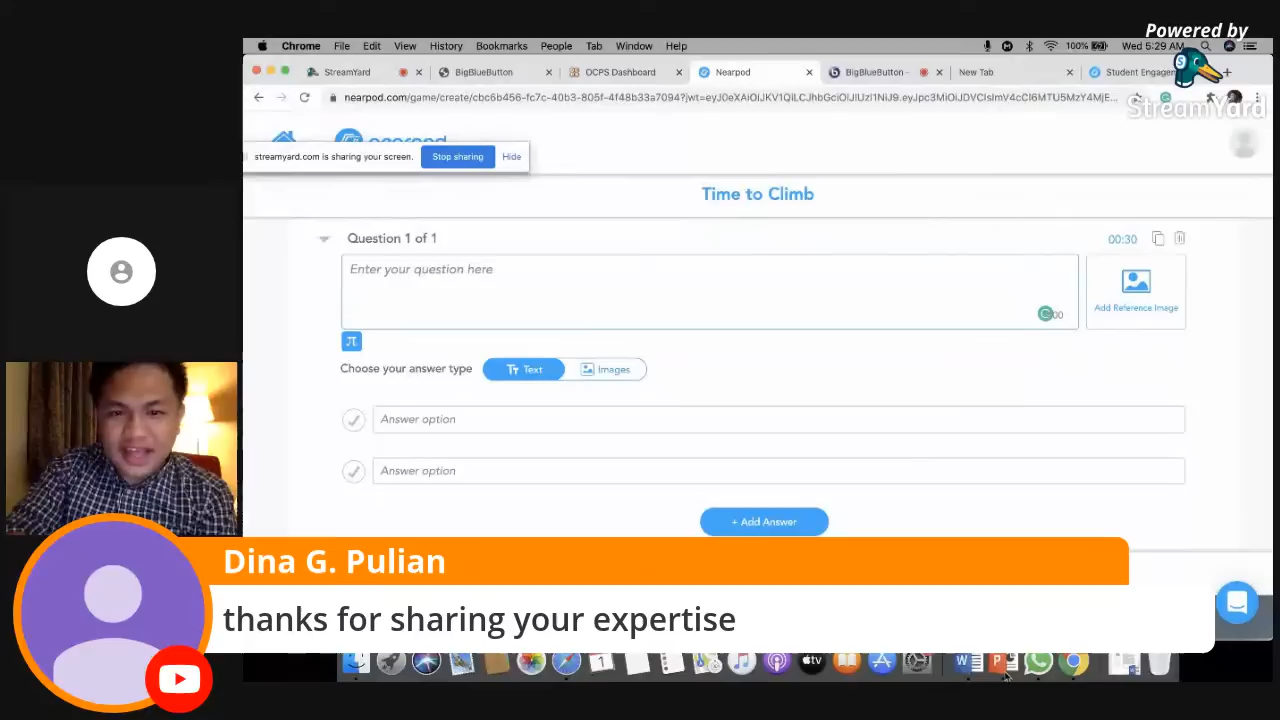 Powered by
StreamYard
Chrome File Edit View History Bookmarks People Tab Window Help
100% Wed 5:29 AM
StreamYard BigBlueButton OCPS Dashboard Nearpod BigBlueButton - New Tab Student Engagen
nearpod.com/game/create/cbc6b456-fc7c-40b3-805f-4f48b33a7094?jwt=
nearpod
streamyard.com is sharing your screen. Stop sharing Hide
Time to Climb
Question 1 of 1 00:30
Enter your question here
Add Reference Image
π
Choose your answer type Tт Text Images
Answer option
Answer option
+ Add Answer
Dina G. Pulian
thanks for sharing your expertise
tv